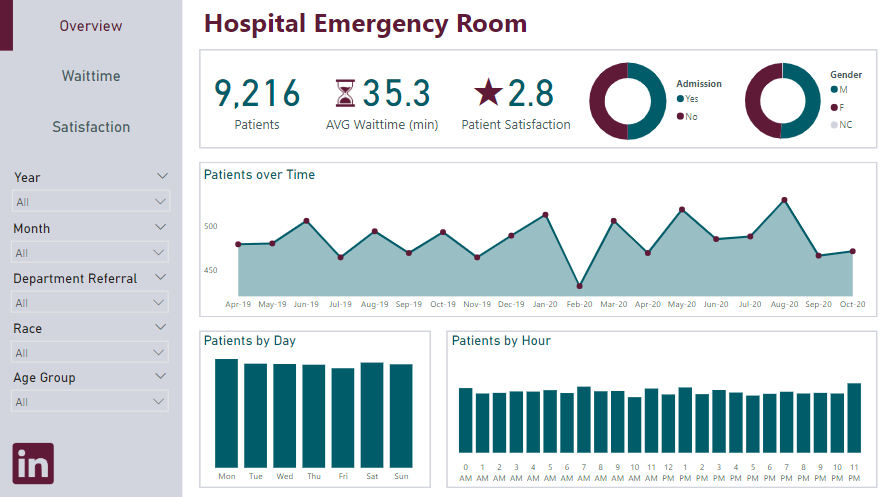 Overview
Waittime
Satisfaction
Year
All
Month
All
Department Referral
All
Race
All
Age Group
All
in
Hospital Emergency Room
9,216
Patients
35.3
AVG Waittime (min)
2.8
Patient Satisfaction
Admission
Yes
No
Gender
M
F
NC
Patients over Time
500
450
Apr-19 May-19 Jun-19 Jul-19 Aug-19 Sep-19 Oct-19 Nov-19 Dec-19 Jan-20 Feb-20 Mar-20 Apr-20 May-20 Jun-20 Jul-20 Aug-20 Sep-20 Oct-20
Patients by Day
Mon Tue Wed Thu Fri Sat Sun
Patients by Hour
0 1 2 3 4 5 6 7 8 9 10 11 12 1 2 3 4 5 6 7 8 9 10 11
AM AM AM AM AM AM AM AM AM AM AM AM PM PM PM PM PM PM PM PM PM PM PM PM